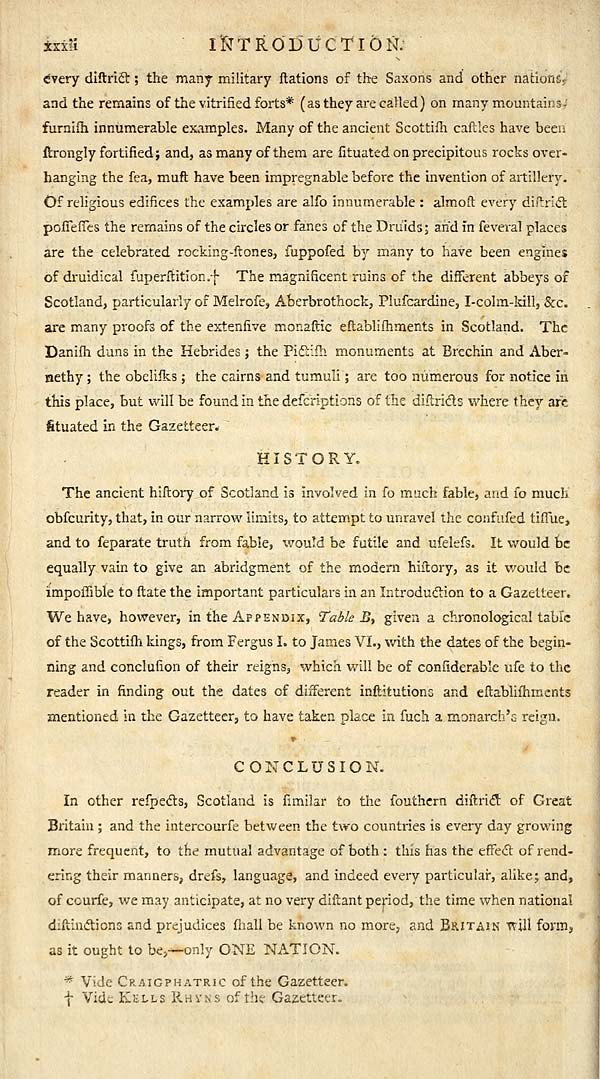 xxxii INTRODUCTION.
every diſtrict; the many military ſtations of the Saxons and other nations,
and the remains of the vitrified forts* (as they are called) on many mountains,
furniſh innumerable examples. Many of the ancient Scottiſh caſtles have been
ſtrongly fortified; and, as many of them are ſituated on precipitous rocks over-
hanging the ſea, muſt have been impregnable before the invention of artillery.
Of religious edifices the examples are alſo innumerable: almoſt every diſtrict
poſſeſſes the remains of the circles or fanes of the Druids; and in ſeveral places
are the celebrated rocking-ſtones, ſuppoſed by many to have been engines
of druidical ſuperſtition.† The magnificent ruins of the different abbeys of
Scotland, particularly of Melroſe, Aberbrothock, Pluſcardine, I-colm-kill, &c.
are many proofs of the extenſive monaſtic eſtabliſhments in Scotland. The
Daniſh duns in the Hebrides; the Pictiſh monuments at Brechin and Aber-
nethy; the obeliſks; the cairns and tumuli; are too numerous for notice in
this place, but will be found in the deſcriptions of the diſtricts where they are
ſituated in the Gazetteer.
HISTORY.
The ancient hiſtory of Scotland is involved in ſo much fable, and ſo much
obſcurity, that, in our narrow limits, to attempt to unravel the confuſed tiſſue,
and to ſeparate truth from fable, would be futile and uſeleſs. It would be
equally vain to give an abridgment of the modern hiſtory, as it would be
impoſſible to ſtate the important particulars in an Introduction to a Gazetteer.
We have, however, in the APPENDIX, Table B, given a chronological table
of the Scottiſh kings, from Fergus I. to James VI., with the dates of the begin-
ning and concluſion of their reigns, which will be of conſiderable uſe to the
reader in finding out the dates of different inſtitutions and eſtabliſhments
mentioned in the Gazetteer, to have taken place in ſuch a monarch's reign.
CONCLUSION.
In other reſpects, Scotland is ſimilar to the ſouthern diſtrict of Great
Britain; and the intercourſe between the two countries is every day growing
more frequent, to the mutual advantage of both: this has the effect of rend-
ering their manners, dreſs, language, and indeed every particular, alike; and,
of courſe, we may anticipate, at no very diſtant period, the time when national
diſtinctions and prejudices ſhall be known no more, and BRITAIN will form,
as it ought to be,—only ONE NATION.
* Vide CRAIGPHATRIC of the Gazetteer.
† Vide KELLS RHYNS of the Gazetteer.